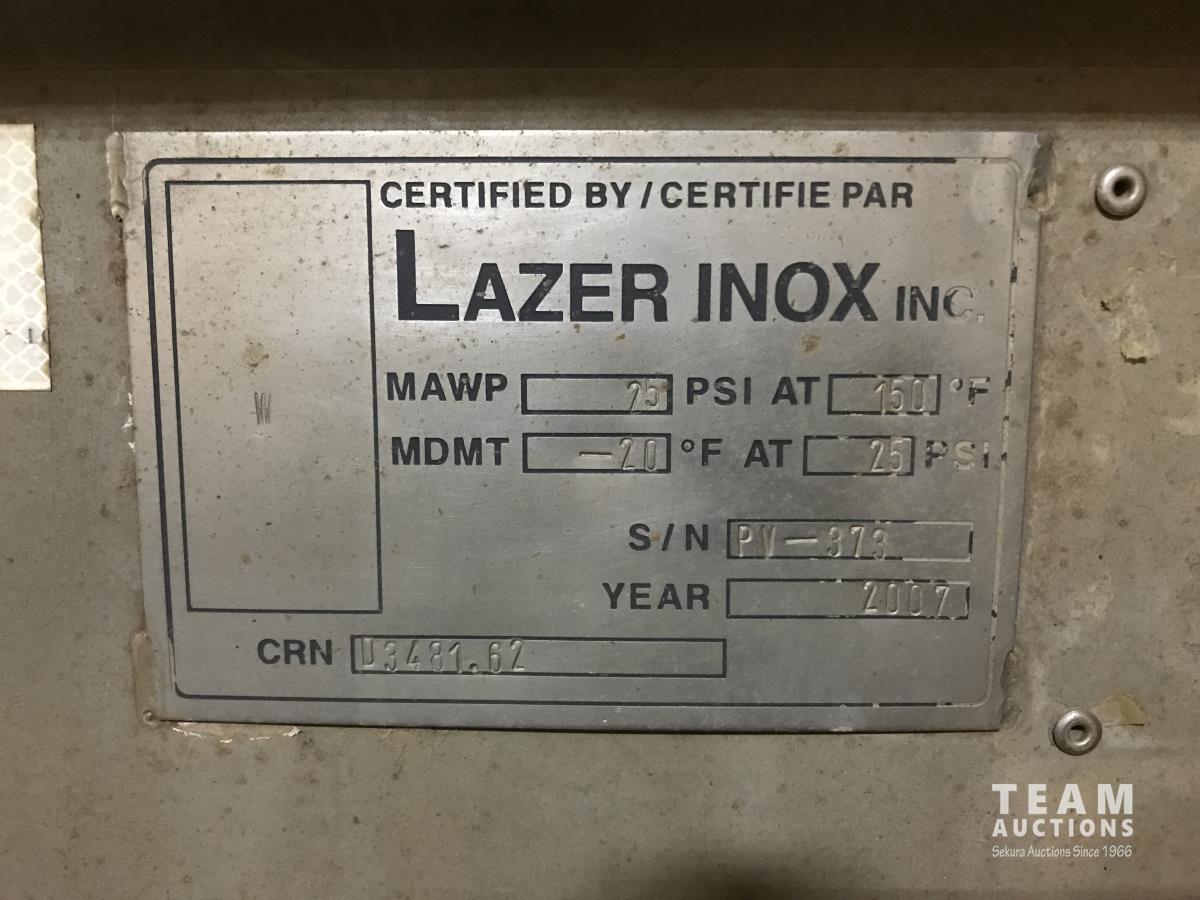 CERTIFIED BY / CERTIFIE PAR
LAZER INOX INC.
W
MAWP 25 PSI AT 150 °F
MDMT -20 °F AT 25 PSI
S/N PV-373
YEAR 2007
CRN U3481.62
TEAM
AUCTIONS
Sekura Auctions Since 1966